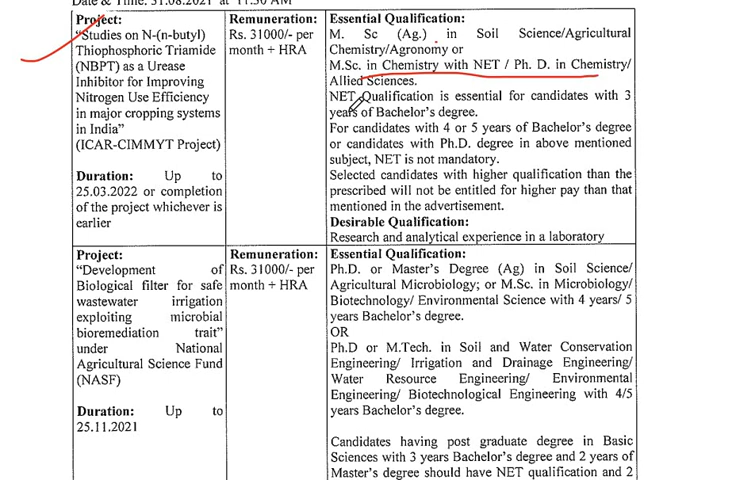 Date & Time: 31.08.2021 at 11:30 AM
Project:
"Studies on N-(n-butyl)
Thiophosphoric Triamide
(NBPT) as a Urease
Inhibitor for Improving
Nitrogen Use Efficiency
in major cropping systems
in India"
(ICAR-CIMMYT Project)
Duration: Up to
25.03.2022 or completion
of the project whichever is
earlier
Remuneration:
Rs. 31000/- per
month + HRA
Essential Qualification:
M. Sc (Ag.) in Soil Science/Agricultural
Chemistry/Agronomy or
M.Sc. in Chemistry with NET / Ph. D. in Chemistry/
Allied Sciences.
NET Qualification is essential for candidates with 3
years of Bachelor's degree.
For candidates with 4 or 5 years of Bachelor's degree
or candidates with Ph.D. degree in above mentioned
subject, NET is not mandatory.
Selected candidates with higher qualification than the
prescribed will not be entitled for higher pay than that
mentioned in the advertisement.
Desirable Qualification:
Research and analytical experience in a laboratory
Project:
"Development of
Biological filter for safe
wastewater irrigation
exploiting microbial
bioremediation trait"
under National
Agricultural Science Fund
(NASF)
Duration: Up to
25.11.2021
Remuneration:
Rs. 31000/- per
month + HRA
Essential Qualification:
Ph.D. or Master's Degree (Ag) in Soil Science/
Agricultural Microbiology; or M.Sc. in Microbiology/
Biotechnology/ Environmental Science with 4 years/ 5
years Bachelor's degree.
OR
Ph.D or M.Tech. in Soil and Water Conservation
Engineering/ Irrigation and Drainage Engineering/
Water Resource Engineering/ Environmental
Engineering/ Biotechnological Engineering with 4/5
years Bachelor's degree.
Candidates having post graduate degree in Basic
Sciences with 3 years Bachelor's degree and 2 years of
Master's degree should have NET qualification and 2